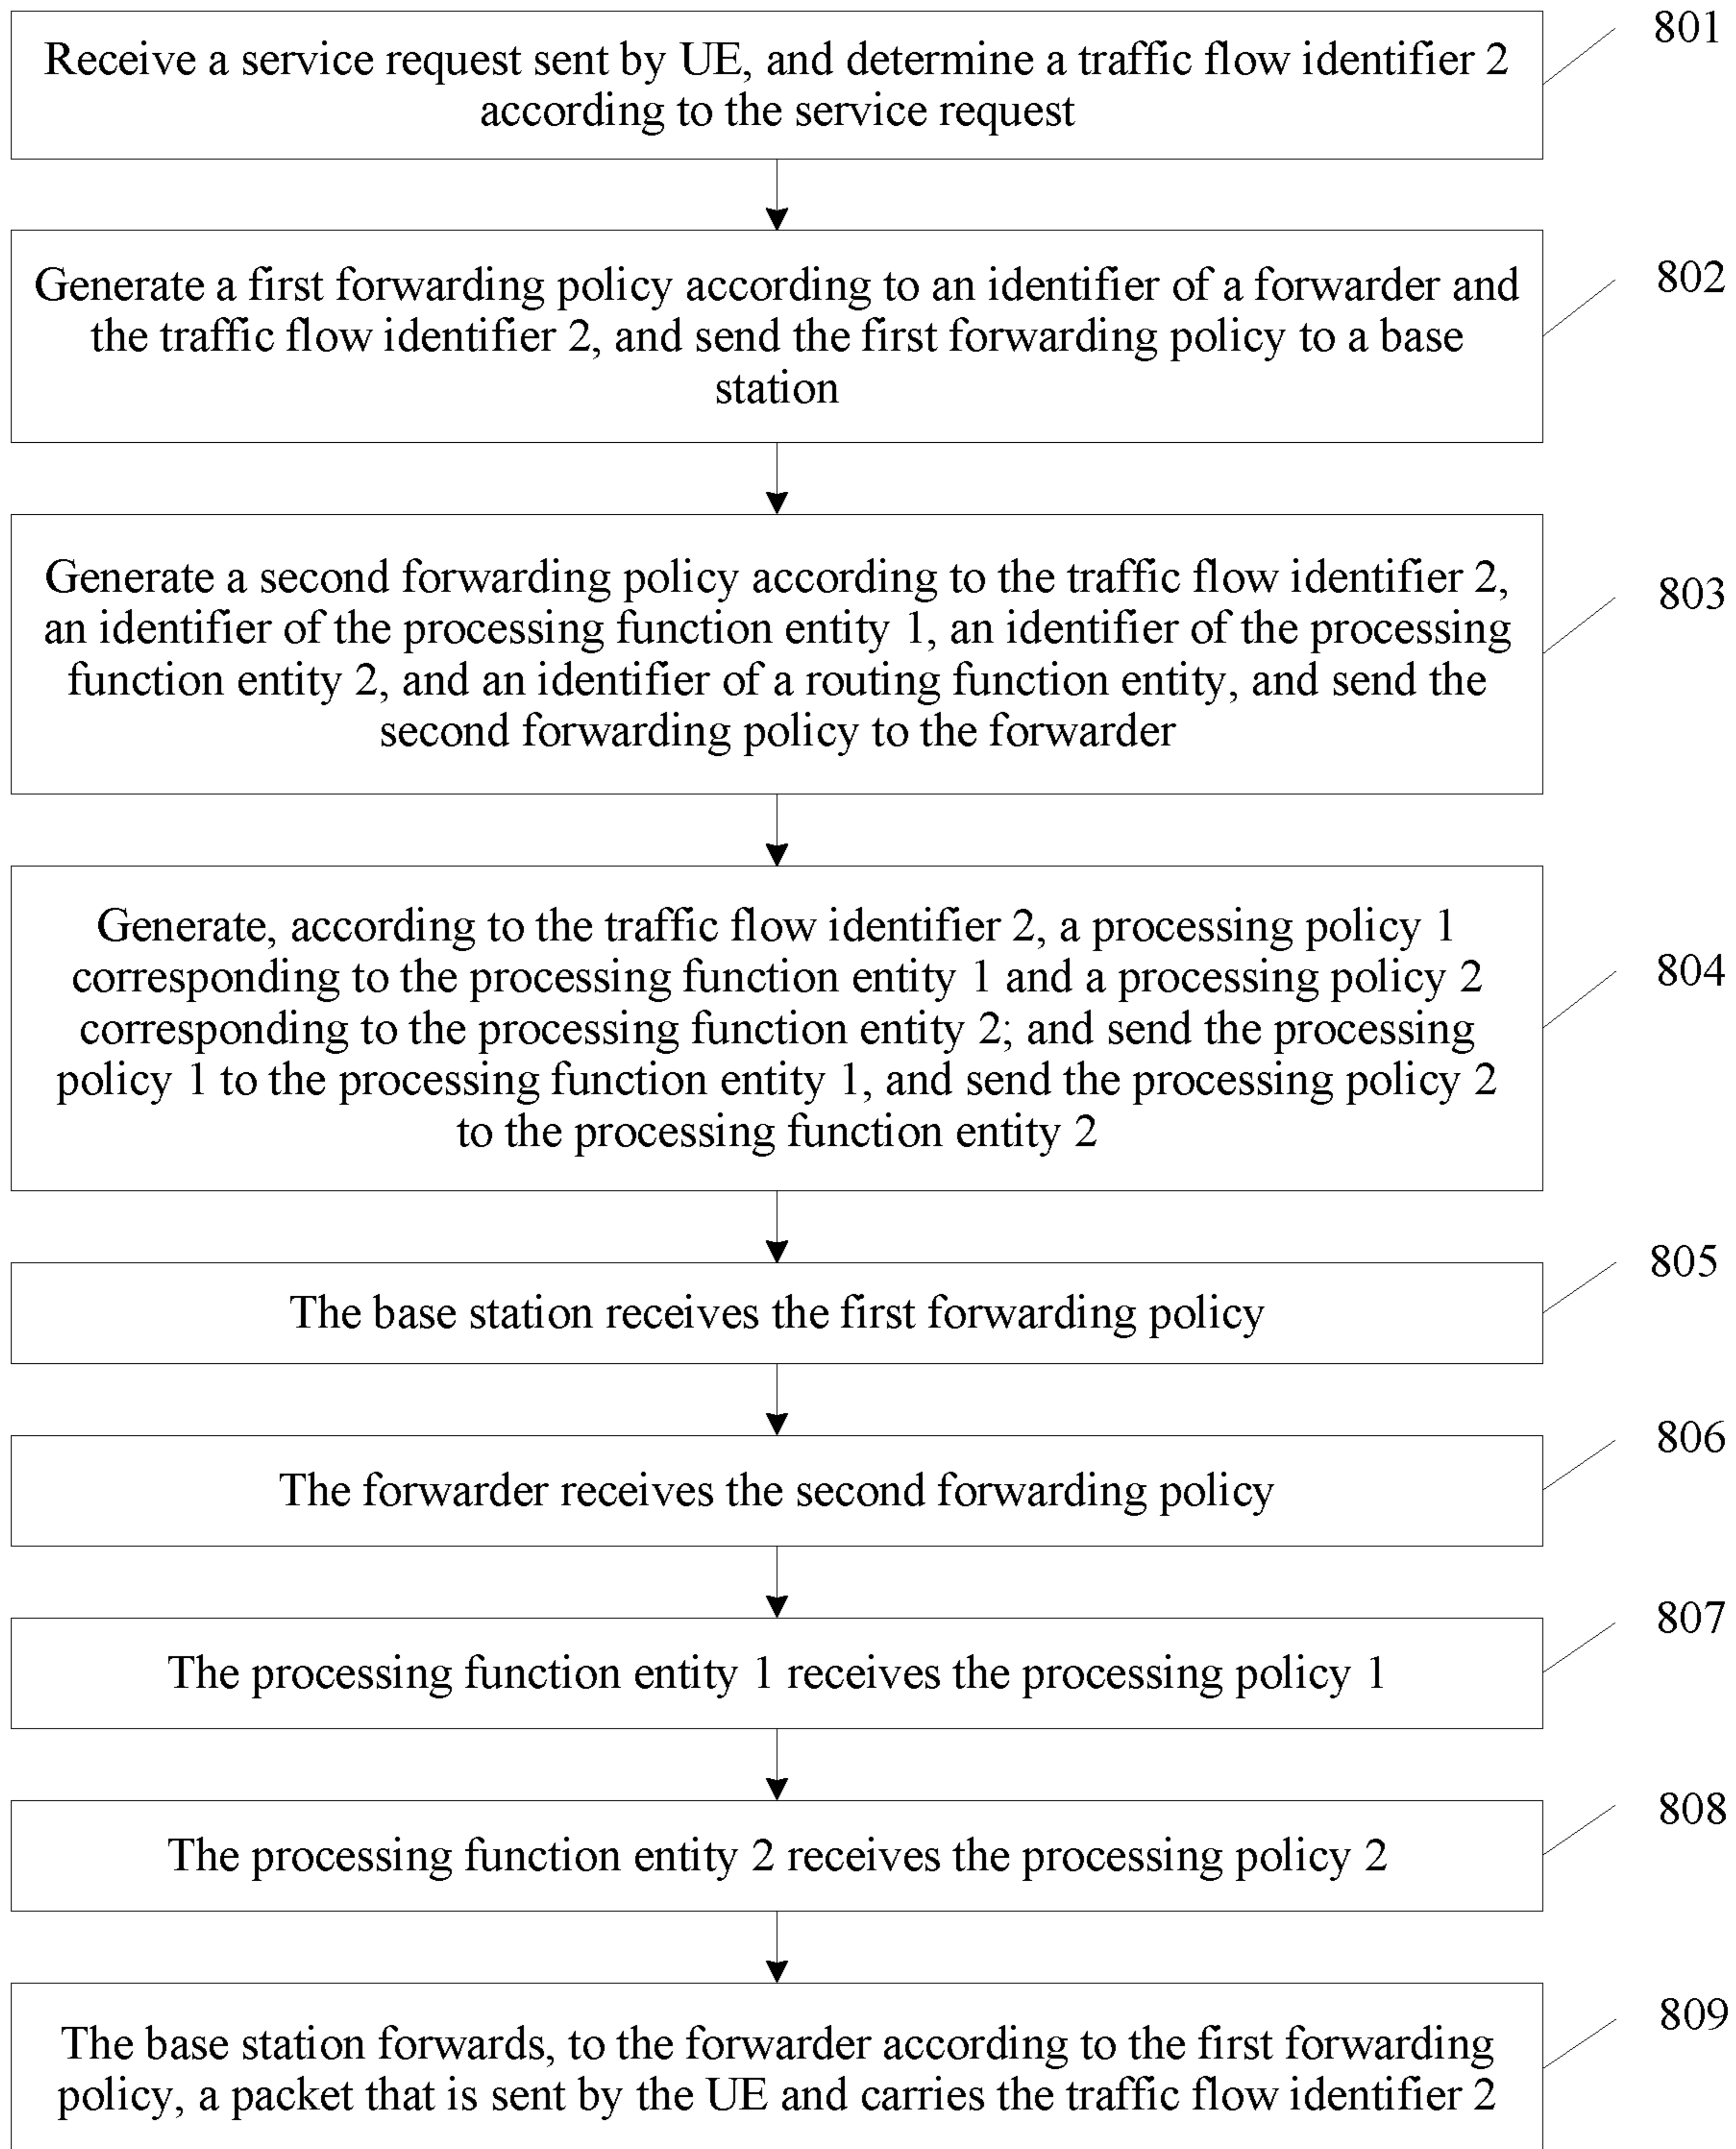 Receive a service request sent by UE, and determine a traffic flow identifier 2
according to the service request
801
Generate a first forwarding policy according to an identifier of a forwarder and
the traffic flow identifier 2, and send the first forwarding policy to a base
station
802
Generate a second forwarding policy according to the traffic flow identifier 2,
an identifier of the processing function entity 1, an identifier of the processing
function entity 2, and an identifier of a routing function entity, and send the
second forwarding policy to the forwarder
803
Generate, according to the traffic flow identifier 2, a processing policy 1
corresponding to the processing function entity 1 and a processing policy 2
corresponding to the processing function entity 2; and send the processing
policy 1 to the processing function entity 1, and send the processing policy 2
to the processing function entity 2
804
The base station receives the first forwarding policy
805
The forwarder receives the second forwarding policy
806
The processing function entity 1 receives the processing policy 1
807
The processing function entity 2 receives the processing policy 2
808
The base station forwards, to the forwarder according to the first forwarding
policy, a packet that is sent by the UE and carries the traffic flow identifier 2
809